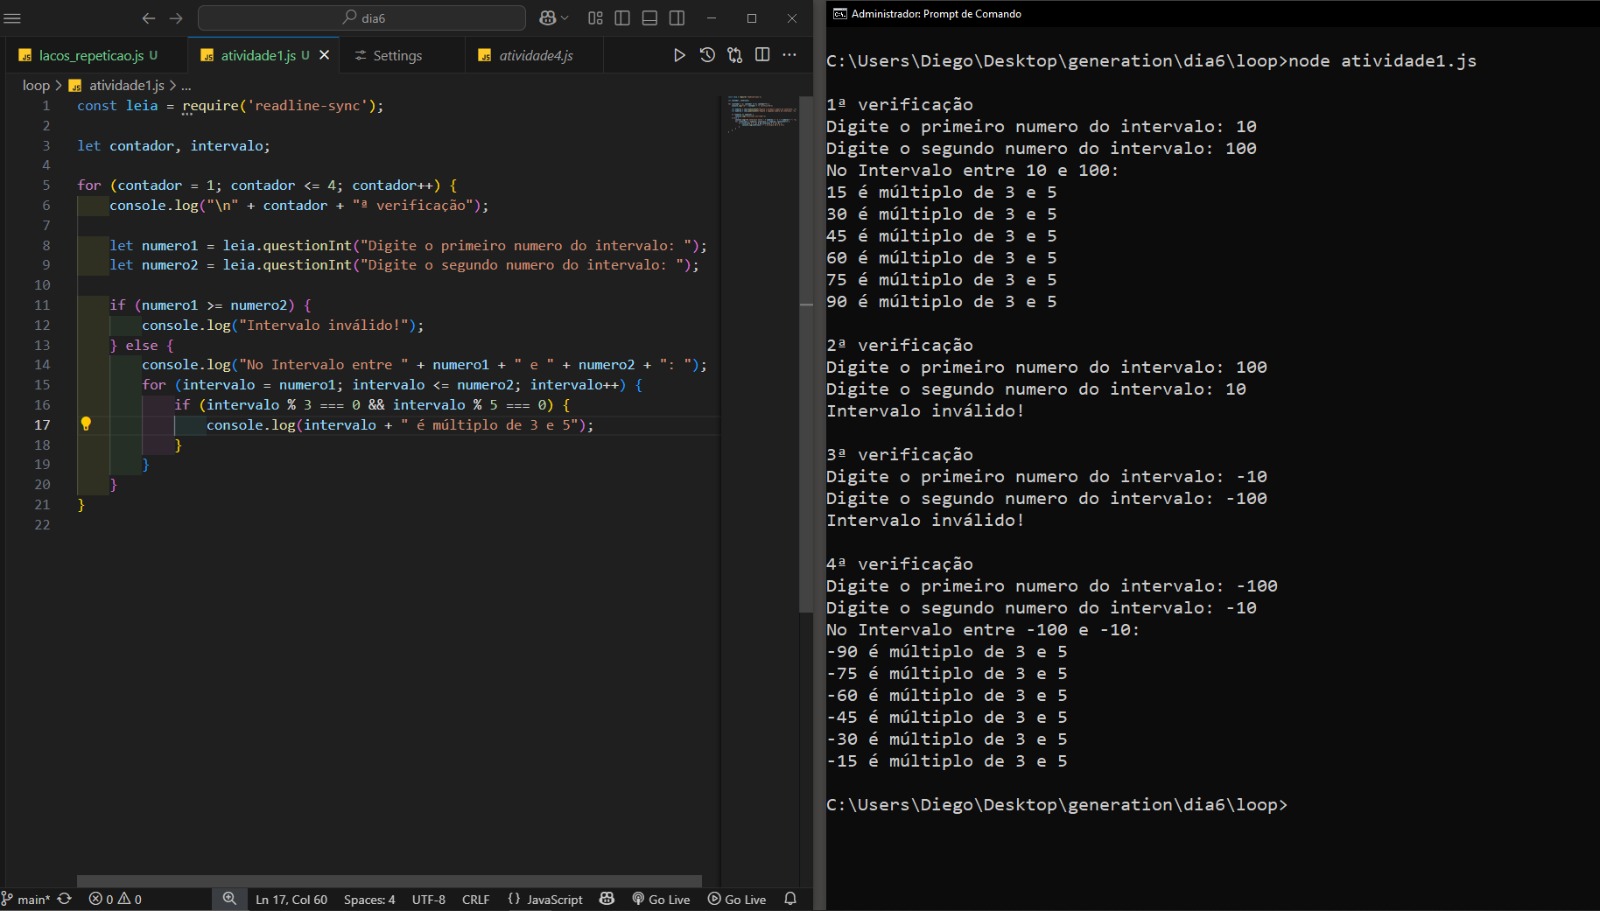 dia6
lacos_repeticao.js U
atividade1.js U
Settings
atividade4.js
loop > atividade1.js > ...
1 const leia = require('readline-sync');
2
3 let contador, intervalo;
4
5 for (contador = 1; contador <= 4; contador++) {
6 console.log("\n" + contador + "ª verificação");
7
8 let numero1 = leia.questionInt("Digite o primeiro numero do intervalo: ");
9 let numero2 = leia.questionInt("Digite o segundo numero do intervalo: ");
10
11 if (numero1 >= numero2) {
12 console.log("Intervalo inválido!");
13 } else {
14 console.log("No Intervalo entre " + numero1 + " e " + numero2 + ": ");
15 for (intervalo = numero1; intervalo <= numero2; intervalo++) {
16 if (intervalo % 3 === 0 && intervalo % 5 === 0) {
17 console.log(intervalo + " é múltiplo de 3 e 5");
18 }
19 }
20 }
21 }
22
main* 0 0 Ln 17, Col 60 Spaces: 4 UTF-8 CRLF {} JavaScript Go Live Go Live
Administrador: Prompt de Comando
C:\Users\Diego\Desktop\generation\dia6\loop>node atividade1.js
1ª verificação
Digite o primeiro numero do intervalo: 10
Digite o segundo numero do intervalo: 100
No Intervalo entre 10 e 100:
15 é múltiplo de 3 e 5
30 é múltiplo de 3 e 5
45 é múltiplo de 3 e 5
60 é múltiplo de 3 e 5
75 é múltiplo de 3 e 5
90 é múltiplo de 3 e 5
2ª verificação
Digite o primeiro numero do intervalo: 100
Digite o segundo numero do intervalo: 10
Intervalo inválido!
3ª verificação
Digite o primeiro numero do intervalo: -10
Digite o segundo numero do intervalo: -100
Intervalo inválido!
4ª verificação
Digite o primeiro numero do intervalo: -100
Digite o segundo numero do intervalo: -10
No Intervalo entre -100 e -10:
-90 é múltiplo de 3 e 5
-75 é múltiplo de 3 e 5
-60 é múltiplo de 3 e 5
-45 é múltiplo de 3 e 5
-30 é múltiplo de 3 e 5
-15 é múltiplo de 3 e 5
C:\Users\Diego\Desktop\generation\dia6\loop>